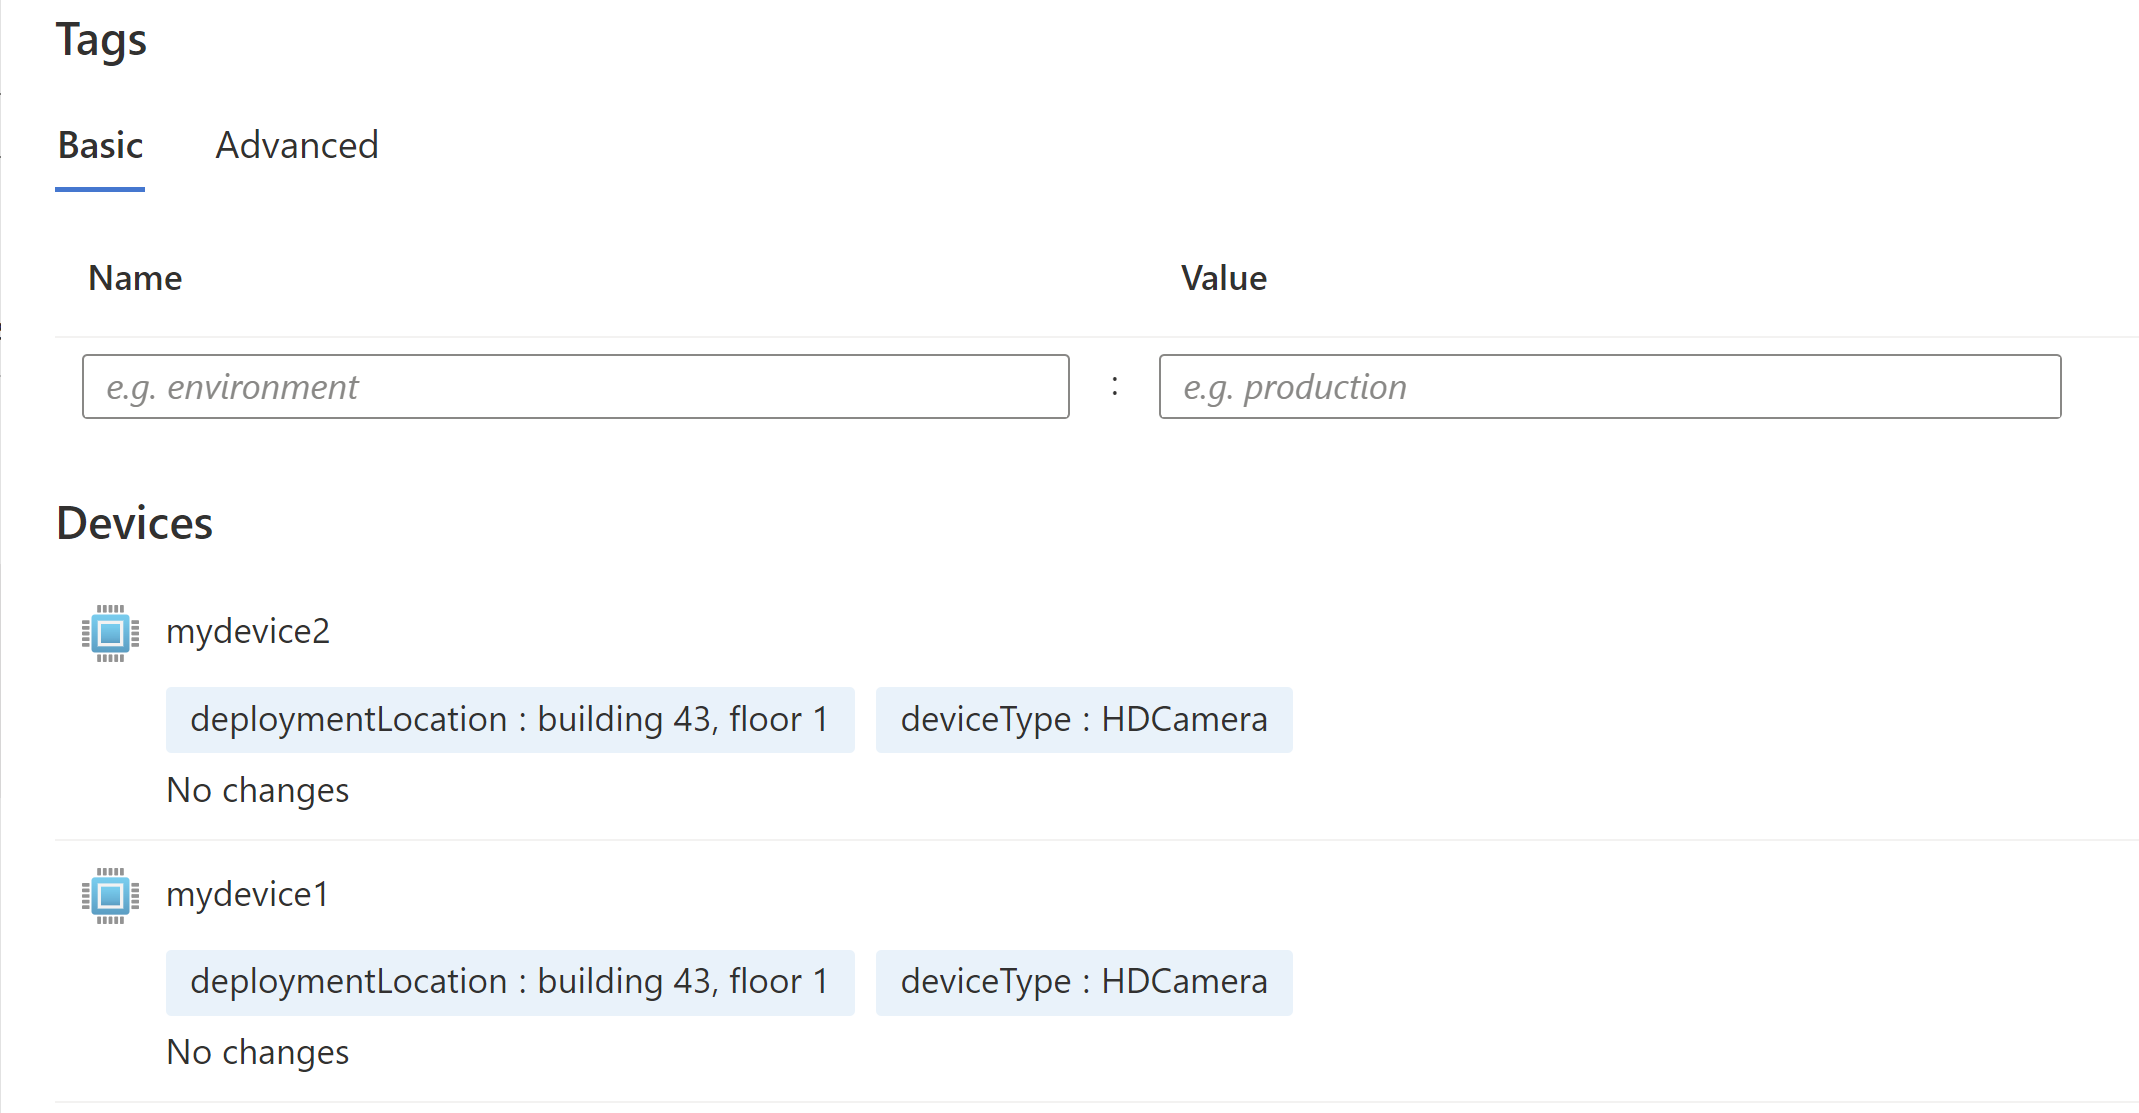 Tags
Basic Advanced
Name Value
e.g. environment : e.g. production
Devices
mydevice2
deploymentLocation : building 43, floor 1 deviceType : HDCamera
No changes
mydevice1
deploymentLocation : building 43, floor 1 deviceType : HDCamera
No changes